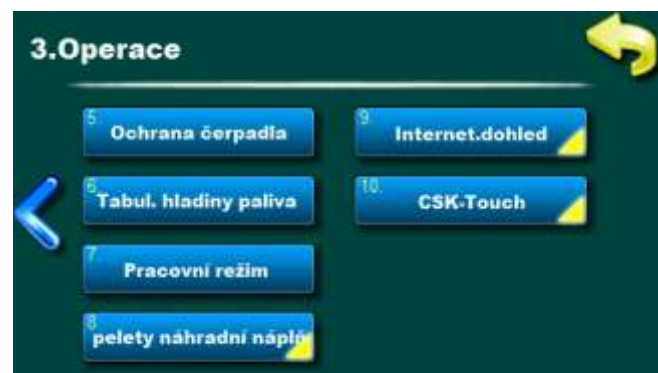 3.Operace
5
Ochrana čerpadla
6
Tabul. hladiny paliva
7
Pracovní režim
8
pelety náhradní náplň
9.
Internet.dohled
10.
CSK-Touch